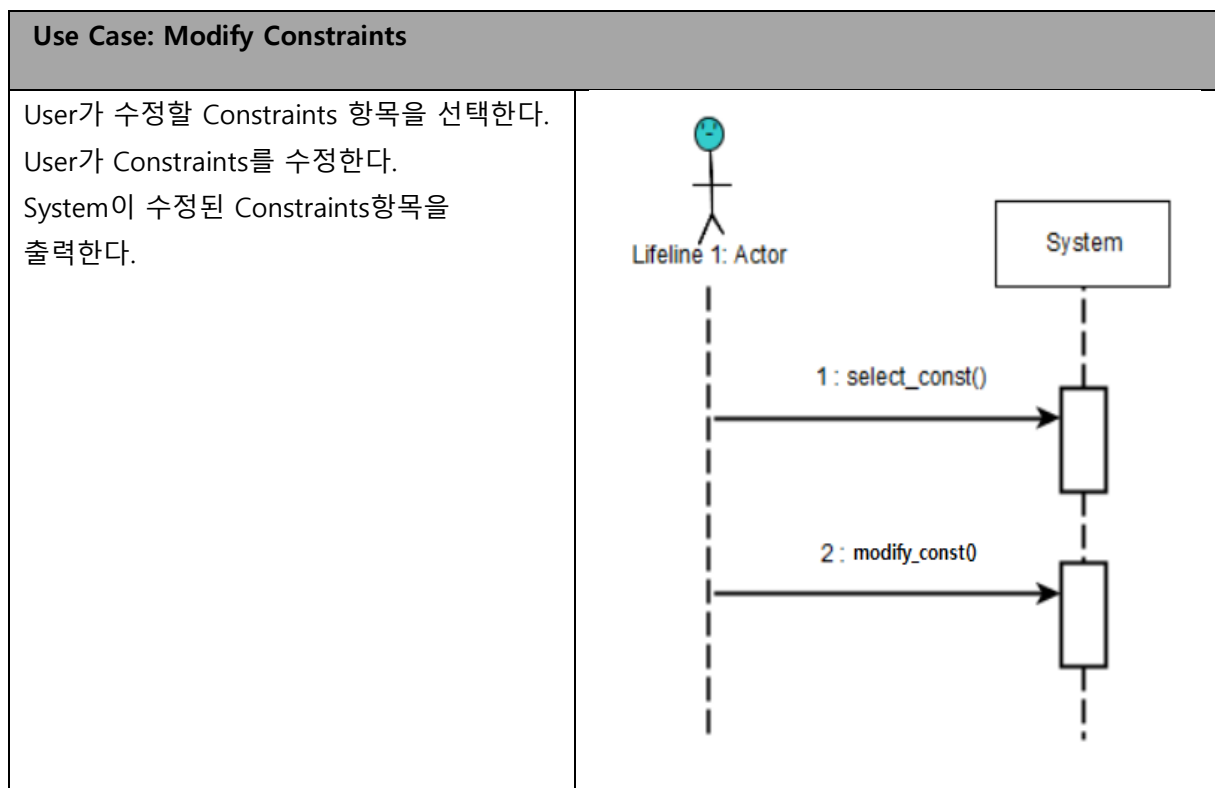 Use Case: Modify Constraints
User가 수정할 Constraints 항목을 선택한다.
User가 Constraints를 수정한다.
System이 수정된 Constraints항목을
출력한다.
Lifeline 1: Actor
System
1 : select_const()
2 : modify_const()